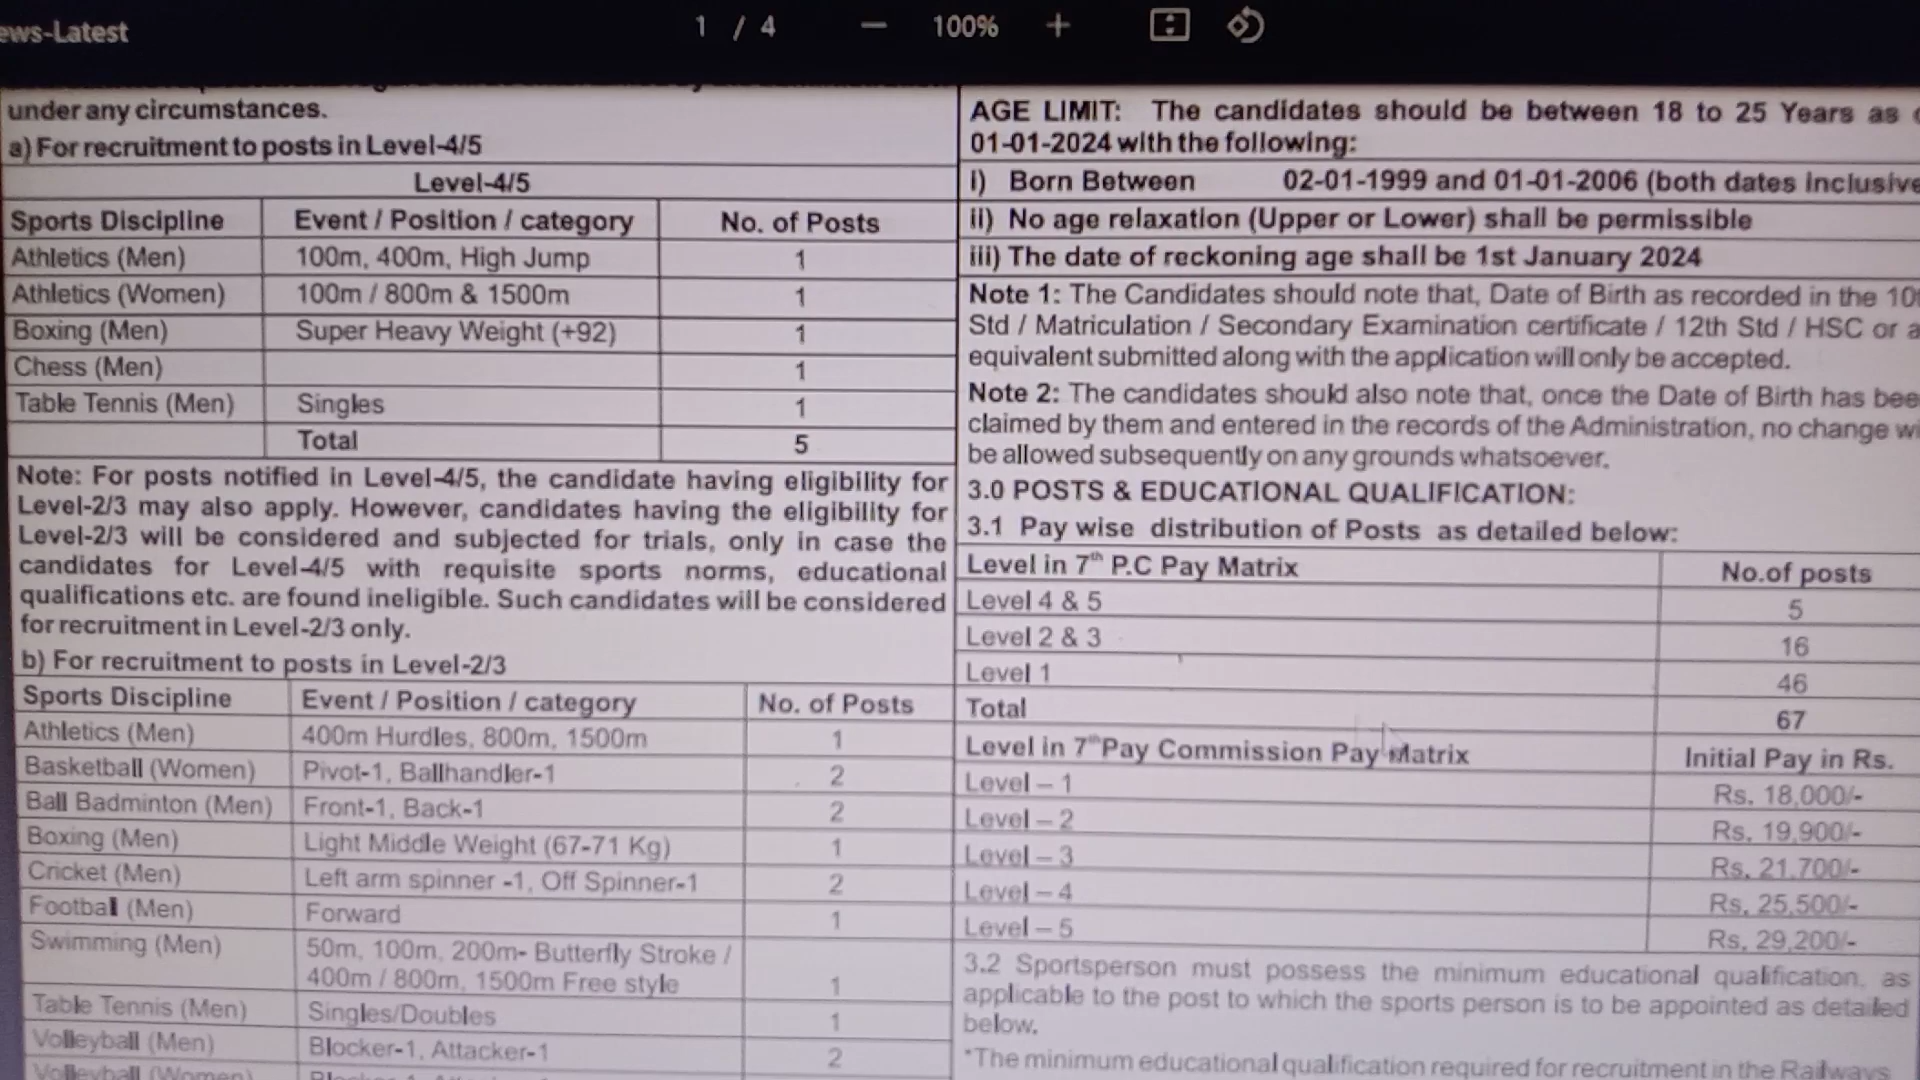 ews-Latest
1 / 4
100%
under any circumstances.
a) For recruitment to posts in Level-4/5
Level-4/5
Sports Discipline Event / Position / category No. of Posts
Athletics (Men) 100m, 400m, High Jump 1
Athletics (Women) 100m / 800m & 1500m 1
Boxing (Men) Super Heavy Weight (+92) 1
Chess (Men) 1
Table Tennis (Men) Singles 1
Total 5
Note: For posts notified in Level-4/5, the candidate having eligibility for
Level-2/3 may also apply. However, candidates having the eligibility for
Level-2/3 will be considered and subjected for trials, only in case the
candidates for Level-4/5 with requisite sports norms, educational
qualifications etc. are found ineligible. Such candidates will be considered
for recruitment in Level-2/3 only.
b) For recruitment to posts in Level-2/3
Sports Discipline Event / Position / category No. of Posts
Athletics (Men) 400m Hurdles, 800m, 1500m 1
Basketball (Women) Pivot-1, Ballhandler-1 2
Ball Badminton (Men) Front-1, Back-1 2
Boxing (Men) Light Middle Weight (67-71 Kg) 1
Cricket (Men) Left arm spinner -1, Off Spinner-1 2
Football (Men) Forward 1
Swimming (Men) 50m, 100m, 200m- Butterfly Stroke /
400m / 800m, 1500m Free style 1
Table Tennis (Men) Singles/Doubles 1
Volleyball (Men) Blocker-1, Attacker-1 2
Volleyball (Women)
AGE LIMIT: The candidates should be between 18 to 25 Years as
01-01-2024 with the following:
i) Born Between 02-01-1999 and 01-01-2006 (both dates inclusive
ii) No age relaxation (Upper or Lower) shall be permissible
iii) The date of reckoning age shall be 1st January 2024
Note 1: The Candidates should note that, Date of Birth as recorded in the 10
Std / Matriculation / Secondary Examination certificate / 12th Std / HSC or a
equivalent submitted along with the application will only be accepted.
Note 2: The candidates should also note that, once the Date of Birth has bee
claimed by them and entered in the records of the Administration, no change wi
be allowed subsequently on any grounds whatsoever.
3.0 POSTS & EDUCATIONAL QUALIFICATION:
3.1 Pay wise distribution of Posts as detailed below:
Level in 7th P.C Pay Matrix No.of posts
Level 4 & 5 5
Level 2 & 3 16
Level 1 46
Total 67
Level in 7th Pay Commission Pay Matrix Initial Pay in Rs.
Level – 1 Rs. 18,000/-
Level – 2 Rs. 19,900/-
Level – 3 Rs. 21,700/-
Level – 4 Rs. 25,500/-
Level – 5 Rs. 29,200/-
3.2 Sportsperson must possess the minimum educational qualification, as
applicable to the post to which the sports person is to be appointed as detailed
below.
*The minimum educational qualification required for recruitment in the Railways